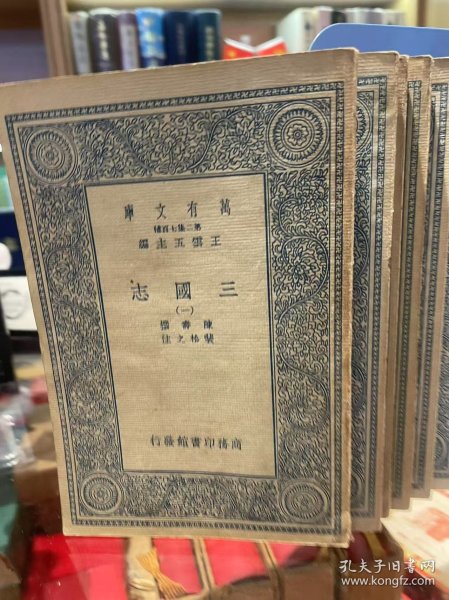 萬有文庫
第二集七百種
王雲五主編
三國志
(一)
陳壽撰
裴松之注
商務印書館發行
孔夫子旧书网
www.kongfz.com